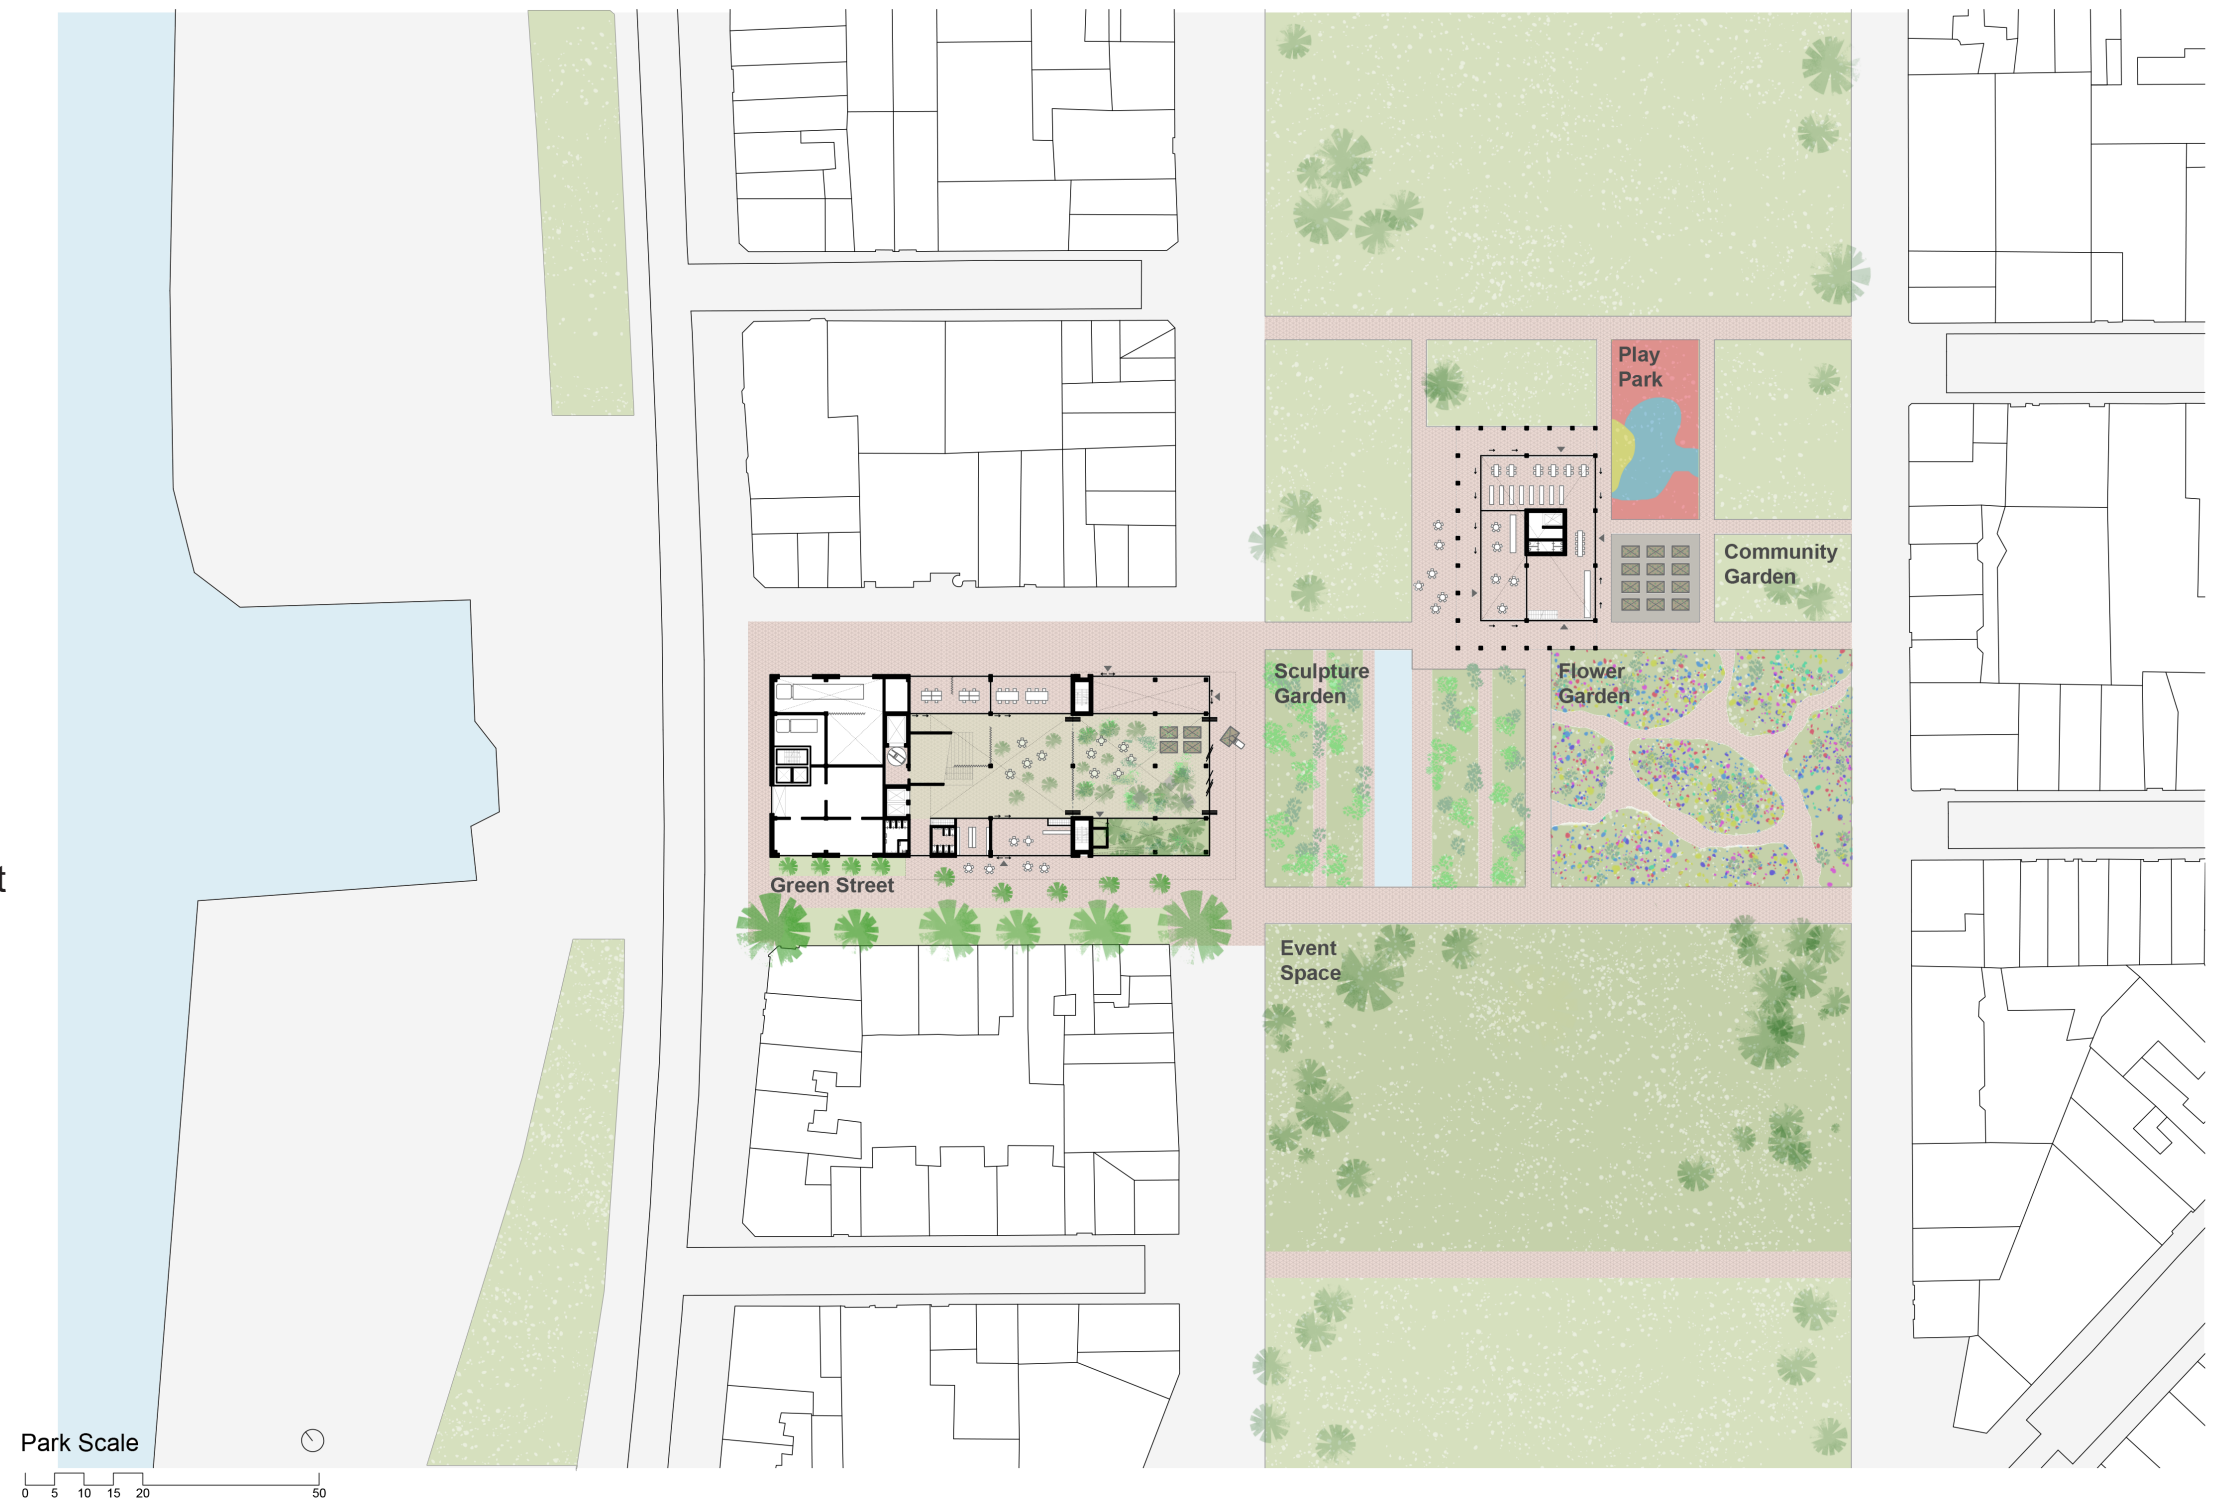 Play
Park
Community
Garden
Sculpture
Garden
Flower
Garden
t
Green Street
Event
Space
Park Scale
0 5 10 15 20 50